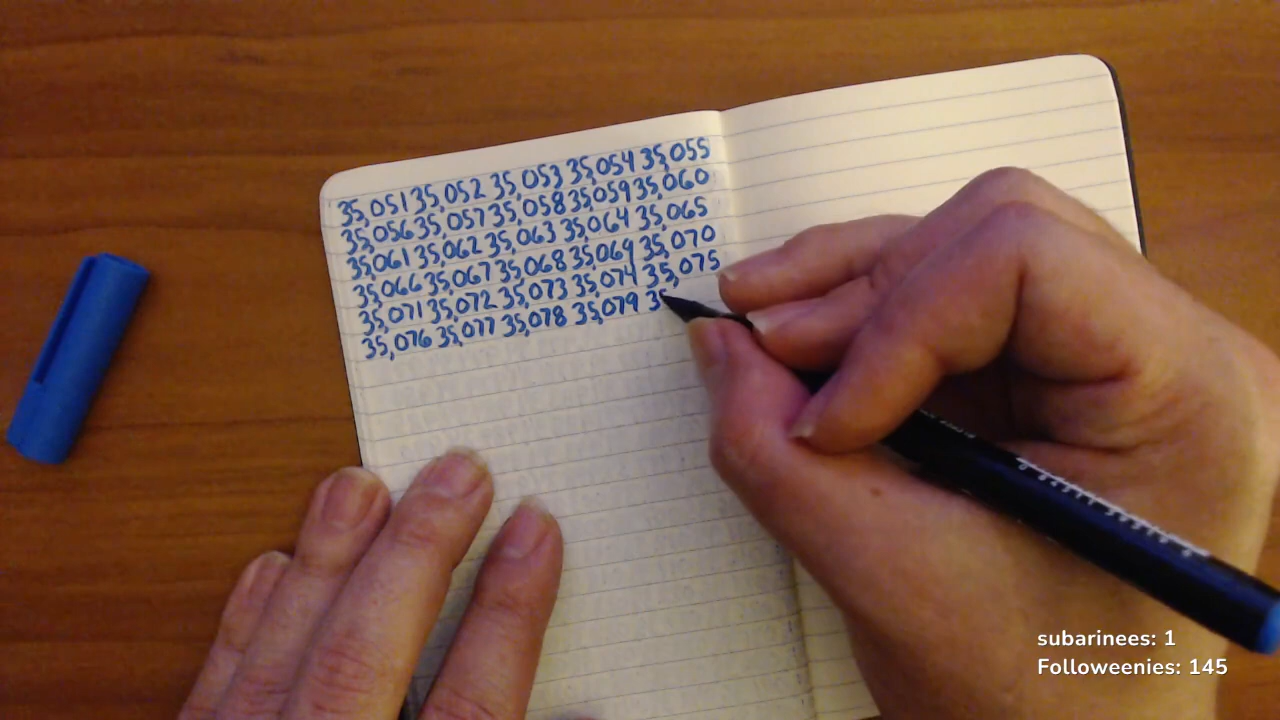 35,051 35,052 35,053 35,054 35,055
35,056 35,057 35,058 35,059 35,060
35,061 35,062 35,063 35,064 35,065
35,066 35,067 35,068 35,069 35,070
35,071 35,072 35,073 35,074 35,075
35,076 35,077 35,078 35,079 35,
subarinees: 1
Followeenies: 145